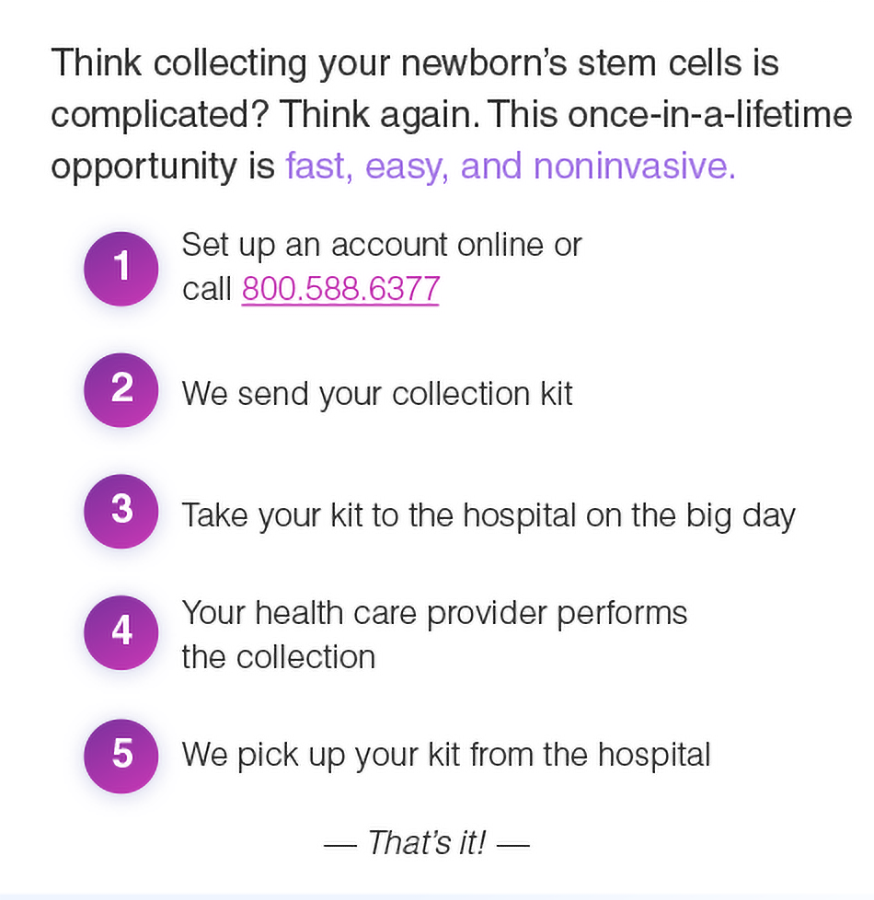 Think collecting your newborn’s stem cells is
complicated? Think again. This once-in-a-lifetime
opportunity is fast, easy, and noninvasive.
1
Set up an account online or
call 800.588.6377
2
We send your collection kit
3
Take your kit to the hospital on the big day
4
Your health care provider performs
the collection
5
We pick up your kit from the hospital
— That’s it! —